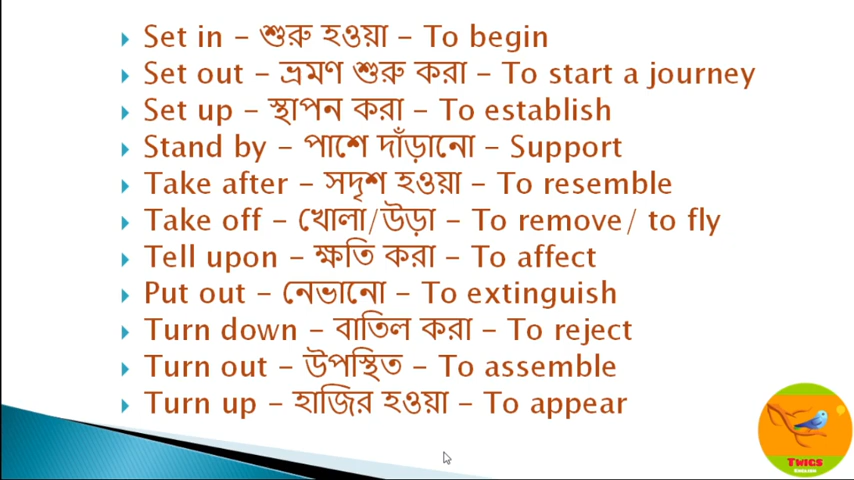 Set in – শুরু হওয়া – To begin
Set out – ভ্রমণ শুরু করা – To start a journey
Set up – স্থাপন করা – To establish
Stand by – পাশে দাঁড়ানো – Support
Take after – সদৃশ হওয়া – To resemble
Take off – খোলা/উড়া – To remove/ to fly
Tell upon – ক্ষতি করা – To affect
Put out – নেভানো – To extinguish
Turn down – বাতিল করা – To reject
Turn out – উপস্থিত – To assemble
Turn up – হাজির হওয়া – To appear
Twics
English